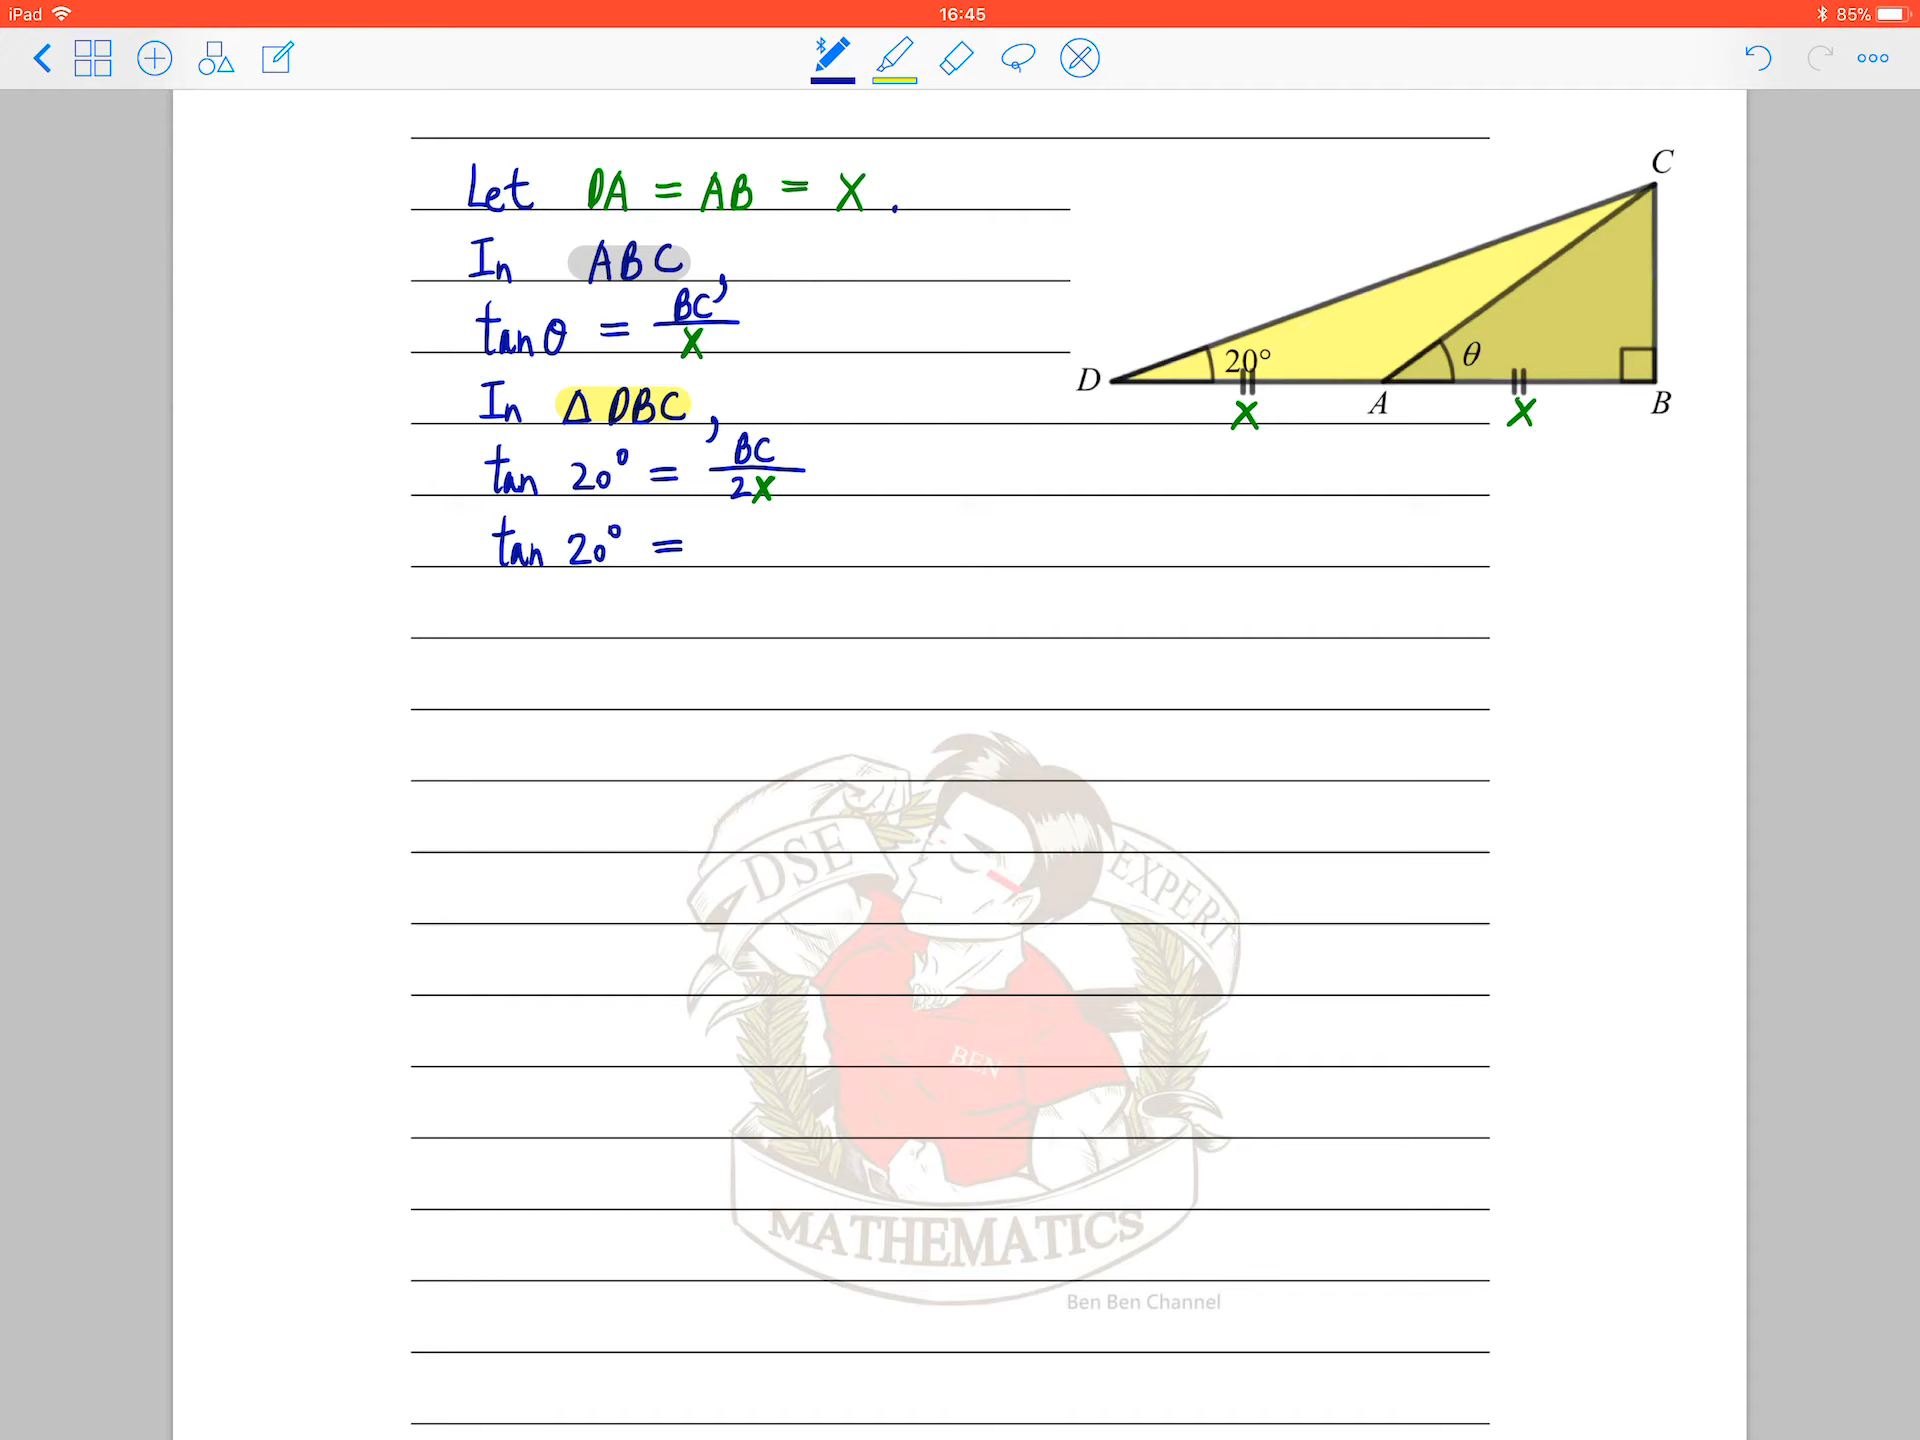 iPad 16:45 85%
Let DA = AB = x .
In ABC ,
tan θ = BC/x
In Δ DBC ,
tan 20° = BC/2x
tan 20° =
C
D 20° θ
A B
x x
DSE EXPERT
BEN
MATHEMATICS
Ben Ben Channel